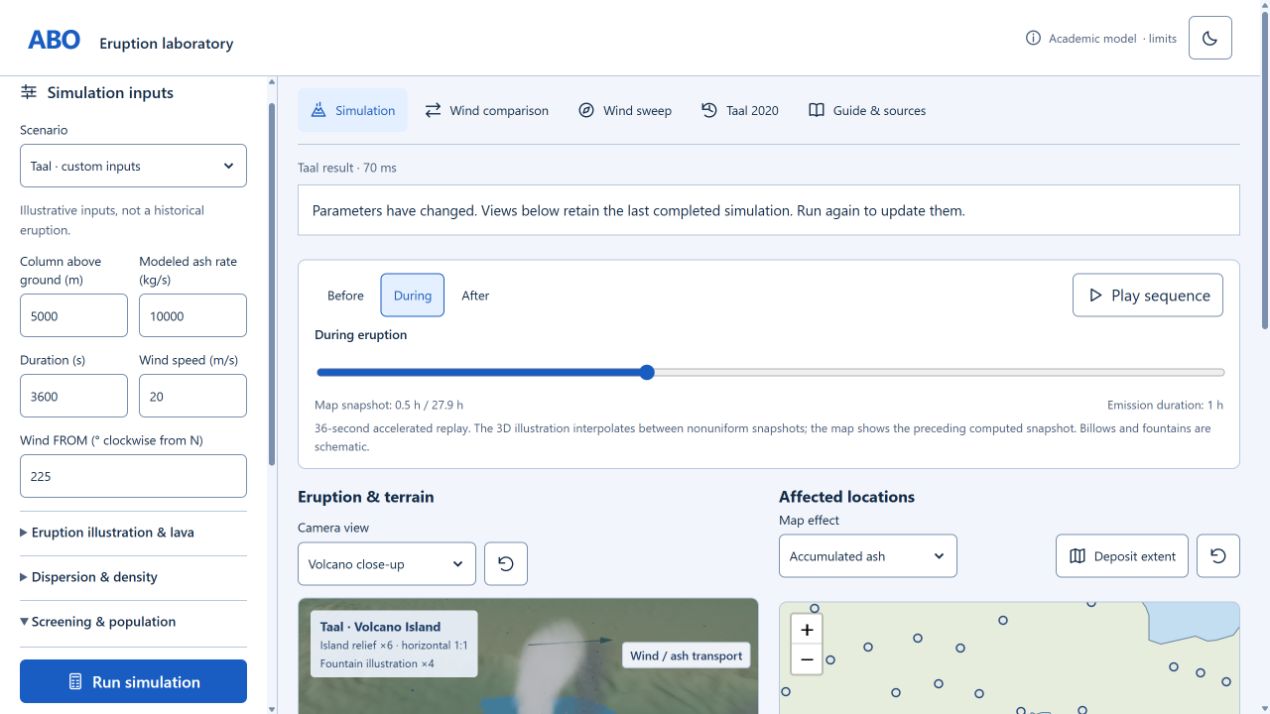 ABO Eruption laboratory
Academic model · limits
Simulation inputs
Scenario
Taal · custom inputs
Illustrative inputs, not a historical
eruption.
Column above
ground (m)
Modeled ash rate
(kg/s)
5000
10000
Duration (s)
Wind speed (m/s)
3600
20
Wind FROM (° clockwise from N)
225
Eruption illustration & lava
Dispersion & density
Screening & population
Run simulation
Simulation
Wind comparison
Wind sweep
Taal 2020
Guide & sources
Taal result · 70 ms
Parameters have changed. Views below retain the last completed simulation. Run again to update them.
Before
During
After
Play sequence
During eruption
Map snapshot: 0.5 h / 27.9 h
Emission duration: 1 h
36-second accelerated replay. The 3D illustration interpolates between nonuniform snapshots; the map shows the preceding computed snapshot. Billows and fountains are
schematic.
Eruption & terrain
Camera view
Volcano close-up
Taal · Volcano Island
Island relief ×6 · horizontal 1:1
Fountain illustration ×4
Wind / ash transport
Affected locations
Map effect
Accumulated ash
Deposit extent
+
−